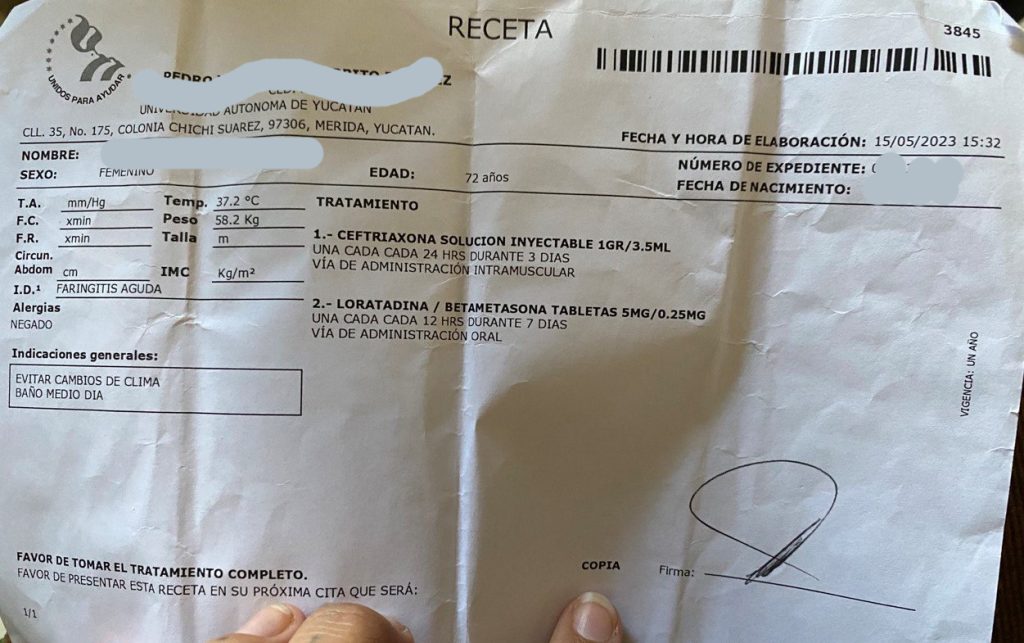 RECETA
3845
UNIDOS PARA AYUDAR
PEDRO
AUTONOMA DE YUCATAN
CLL. 35, No. 175, COLONIA CHICHI SUAREZ, 97306, MERIDA, YUCATAN.
FECHA Y HORA DE ELABORACIÓN: 15/05/2023 15:32
NOMBRE:
NÚMERO DE EXPEDIENTE:
SEXO: FEMENINO EDAD: 72 años
FECHA DE NACIMIENTO:
T.A. mm/Hg Temp. 37.2 °C
F.C. xmin Peso 58.2 Kg
F.R. xmin Talla m
Circun.
Abdom cm IMC Kg/m²
I.D.¹ FARINGITIS AGUDA
Alergias
NEGADO
TRATAMIENTO
1.- CEFTRIAXONA SOLUCION INYECTABLE 1GR/3.5ML
UNA CADA CADA 24 HRS DURANTE 3 DIAS
VÍA DE ADMINISTRACIÓN INTRAMUSCULAR
2.- LORATADINA / BETAMETASONA TABLETAS 5MG/0.25MG
UNA CADA CADA 12 HRS DURANTE 7 DIAS
VÍA DE ADMINISTRACIÓN ORAL
Indicaciones generales:
EVITAR CAMBIOS DE CLIMA
BAÑO MEDIO DIA
VIGENCIA: UN AÑO
FAVOR DE TOMAR EL TRATAMIENTO COMPLETO.
FAVOR DE PRESENTAR ESTA RECETA EN SU PRÓXIMA CITA QUE SERÁ:
COPIA
Firma:
1/1